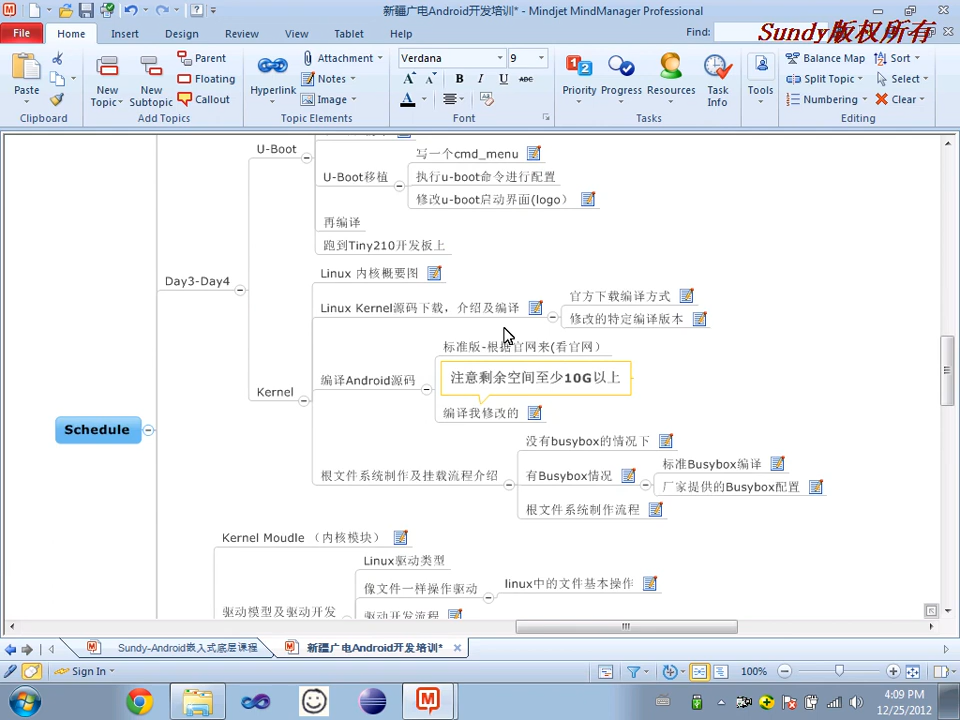 新疆广电Android开发培训* - Mindjet MindManager Professional
File
Home
Insert
Design
Review
View
Tablet
Help
Find:
Sundy版权所有
Paste
Clipboard
New Topic
New Subtopic
Parent
Floating
Callout
Add Topics
Hyperlink
Attachment
Notes
Image
Topic Elements
Verdana
9
Font
Priority
Progress
Resources
Task Info
Tasks
Tools
Balance Map
Split Topic
Numbering
Sort
Select
Clear
Editing
U-Boot
写一个cmd_menu
U-Boot移植
执行u-boot命令进行配置
修改u-boot启动界面(logo）
再编译
跑到Tiny210开发板上
Day3-Day4
Linux 内核概要图
Linux Kernel源码下载，介绍及编译
官方下载编译方式
修改的特定编译版本
标准版-根据官网来(看官网）
Kernel
编译Android源码
注意剩余空间至少10G以上
编译我修改的
Schedule
没有busybox的情况下
根文件系统制作及挂载流程介绍
有Busybox情况
标准Busybox编译
厂家提供的Busybox配置
根文件系统制作流程
Kernel Moudle （内核模块）
Linux驱动类型
像文件一样操作驱动
linux中的文件基本操作
驱动模型及驱动开发
驱动开发流程
Sundy-Android嵌入式底层课程
新疆广电Android开发培训*
Sign In
100%
4:09 PM
12/25/2012